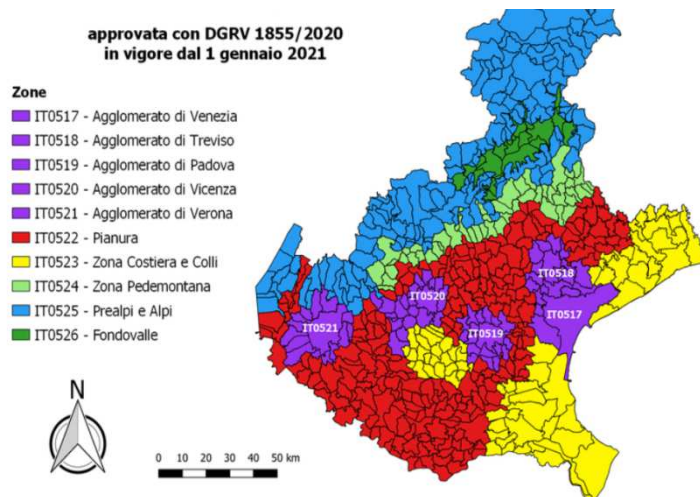 approvata con DGRV 1855/2020
in vigore dal 1 gennaio 2021
Zone
IT0517 - Agglomerato di Venezia
IT0518 - Agglomerato di Treviso
IT0519 - Agglomerato di Padova
IT0520 - Agglomerato di Vicenza
IT0521 - Agglomerato di Verona
IT0522 - Pianura
IT0523 - Zona Costiera e Colli
IT0524 - Zona Pedemontana
IT0525 - Prealpi e Alpi
IT0526 - Fondovalle
IT0518
IT0520
IT0517
IT0521
IT0519
N
0 10 20 30 40 50 km